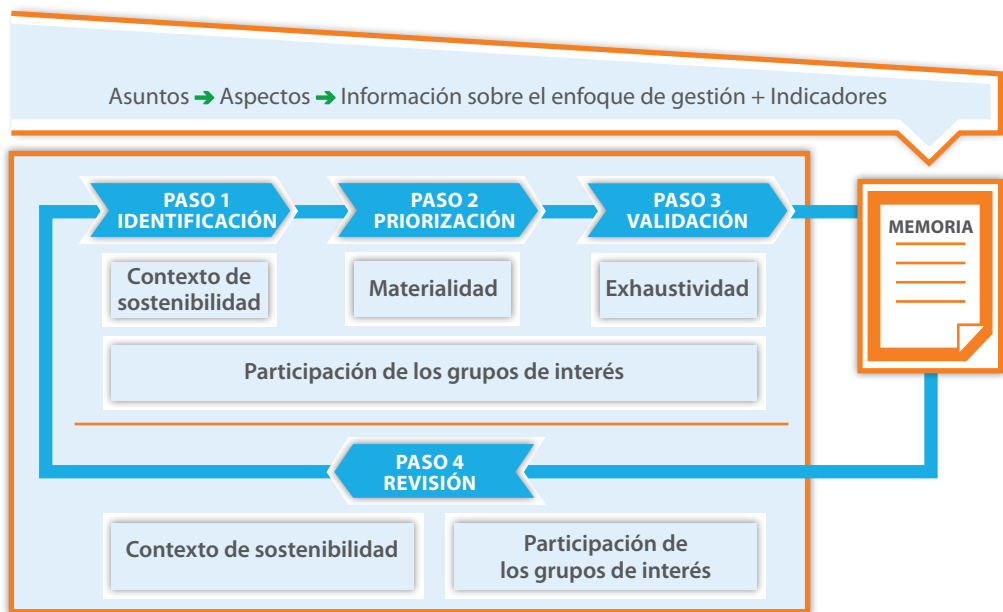 Asuntos ➔ Aspectos ➔ Información sobre el enfoque de gestión + Indicadores
PASO 1
IDENTIFICACIÓN
PASO 2
PRIORIZACIÓN
PASO 3
VALIDACIÓN
MEMORIA
Contexto de
sostenibilidad
Materialidad
Exhaustividad
Participación de los grupos de interés
PASO 4
REVISIÓN
Contexto de sostenibilidad
Participación de
los grupos de interés